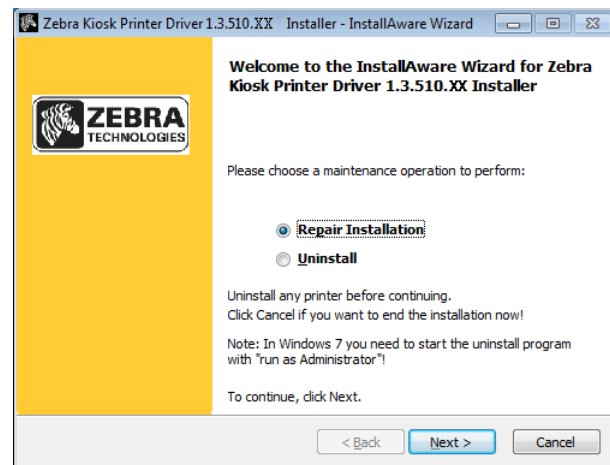 Zebra Kiosk Printer Driver 1.3.510.XX Installer - InstallAware Wizard
Welcome to the InstallAware Wizard for Zebra
Kiosk Printer Driver 1.3.510.XX Installer
ZEBRA
TECHNOLOGIES
Please choose a maintenance operation to perform:
Repair Installation
Uninstall
Uninstall any printer before continuing.
Click Cancel if you want to end the installation now!
Note: In Windows 7 you need to start the uninstall program
with "run as Administrator"!
To continue, click Next.
< Back
Next >
Cancel